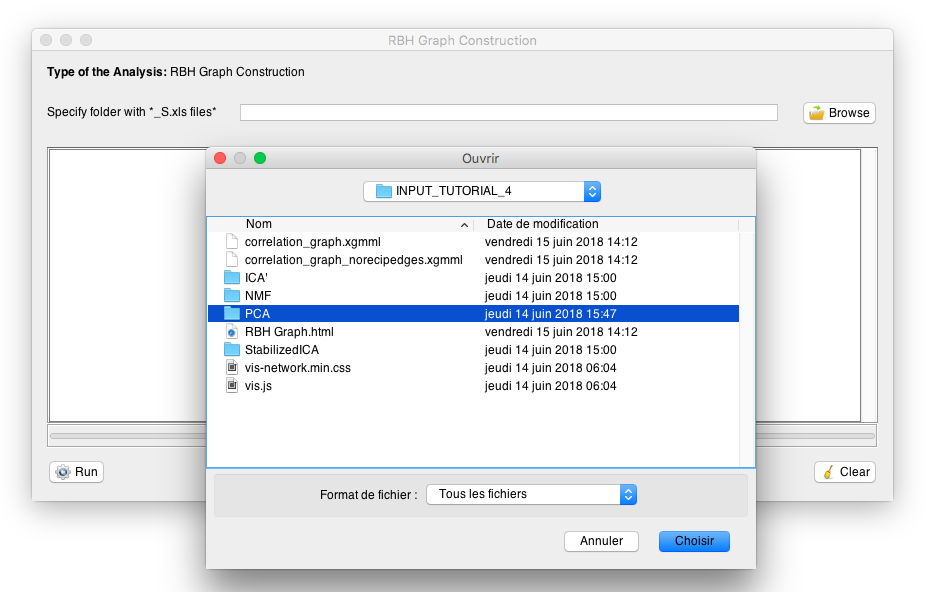 RBH Graph Construction
Type of the Analysis: RBH Graph Construction
Specify folder with *_S.xls files*
Browse
Ouvrir
INPUT_TUTORIAL_4
Nom Date de modification
correlation_graph.xgmml vendredi 15 juin 2018 14:12
correlation_graph_norecipedges.xgmml vendredi 15 juin 2018 14:12
ICA' jeudi 14 juin 2018 15:00
NMF jeudi 14 juin 2018 15:00
PCA jeudi 14 juin 2018 15:47
RBH Graph.html vendredi 15 juin 2018 14:12
StabilizedICA jeudi 14 juin 2018 15:00
vis-network.min.css jeudi 14 juin 2018 06:04
vis.js jeudi 14 juin 2018 06:04
Run Clear
Format de fichier : Tous les fichiers
Annuler Choisir